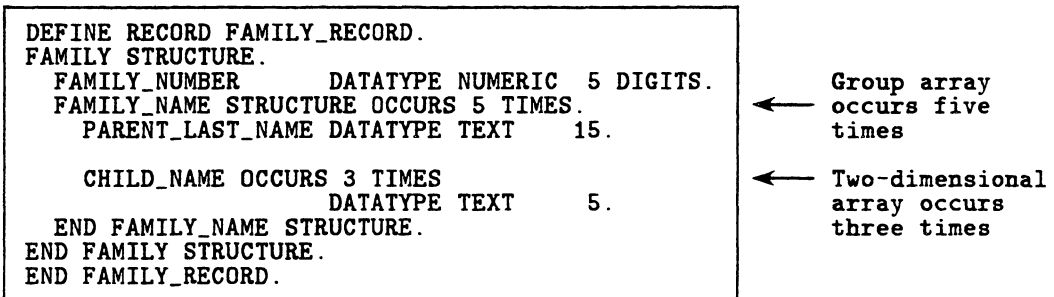 DEFINE RECORD FAMILY_RECORD.
FAMILY STRUCTURE.
FAMILY_NUMBER DATATYPE NUMERIC 5 DIGITS.
FAMILY_NAME STRUCTURE OCCURS 5 TIMES.
PARENT_LAST_NAME DATATYPE TEXT 15.
CHILD_NAME OCCURS 3 TIMES
DATATYPE TEXT 5.
END FAMILY_NAME STRUCTURE.
END FAMILY STRUCTURE.
END FAMILY_RECORD.
Group array
occurs five
times
Two-dimensional
array occurs
three times